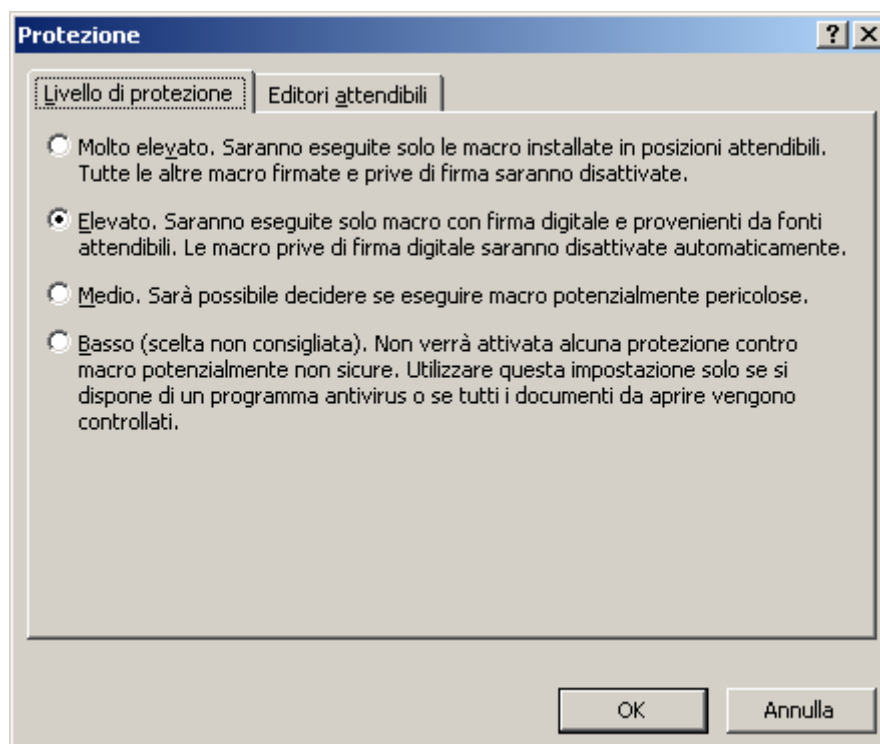 Protezione
Livello di protezione
Editori attendibili
Molto elevato. Saranno eseguite solo le macro installate in posizioni attendibili.
Tutte le altre macro firmate e prive di firma saranno disattivate.
Elevato. Saranno eseguite solo macro con firma digitale e provenienti da fonti
attendibili. Le macro prive di firma digitale saranno disattivate automaticamente.
Medio. Sarà possibile decidere se eseguire macro potenzialmente pericolose.
Basso (scelta non consigliata). Non verrà attivata alcuna protezione contro
macro potenzialmente non sicure. Utilizzare questa impostazione solo se si
dispone di un programma antivirus o se tutti i documenti da aprire vengono
controllati.
OK
Annulla